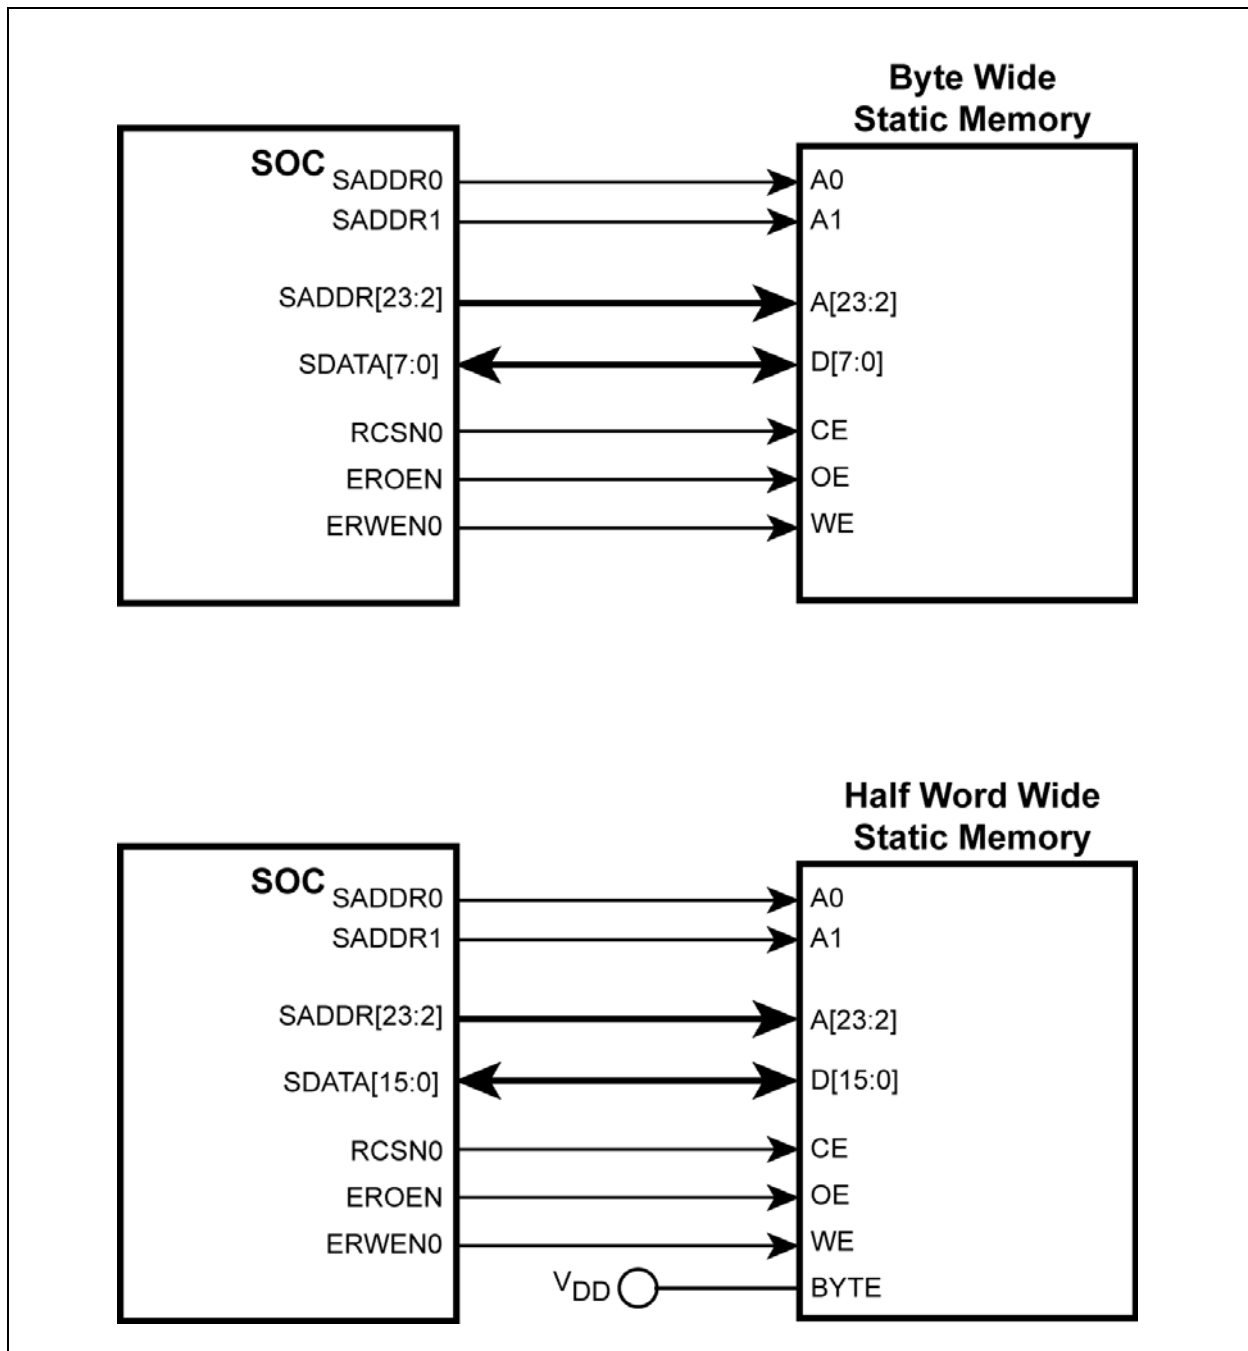 Byte Wide
Static Memory
SOC
SADDR0 A0
SADDR1 A1
SADDR[23:2] A[23:2]
SDATA[7:0] D[7:0]
RCSN0 CE
EROEN OE
ERWEN0 WE
Half Word Wide
Static Memory
SOC
SADDR0 A0
SADDR1 A1
SADDR[23:2] A[23:2]
SDATA[15:0] D[15:0]
RCSN0 CE
EROEN OE
ERWEN0 WE
VDD BYTE